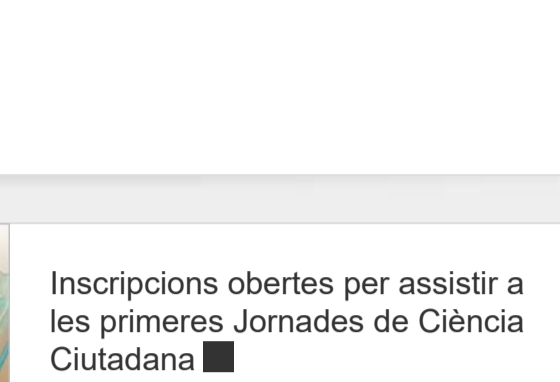 Inscripcions obertes per assistir a
les primeres Jornades de Ciència
Ciutadana